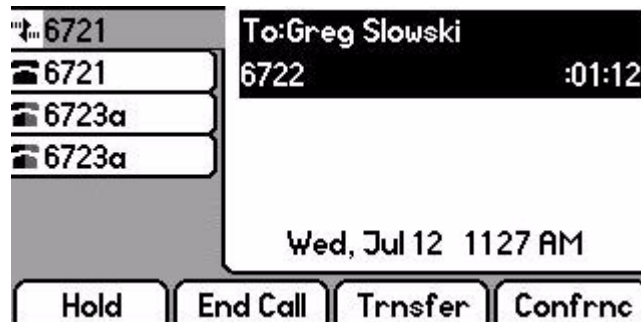 6721
6721
6723a
6723a
To:Greg Slowski
6722 :01:12
Wed, Jul 12 1127 AM
Hold End Call Trnsfer Confrnc